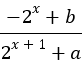 −2^x + b
2^(x + 1) + a